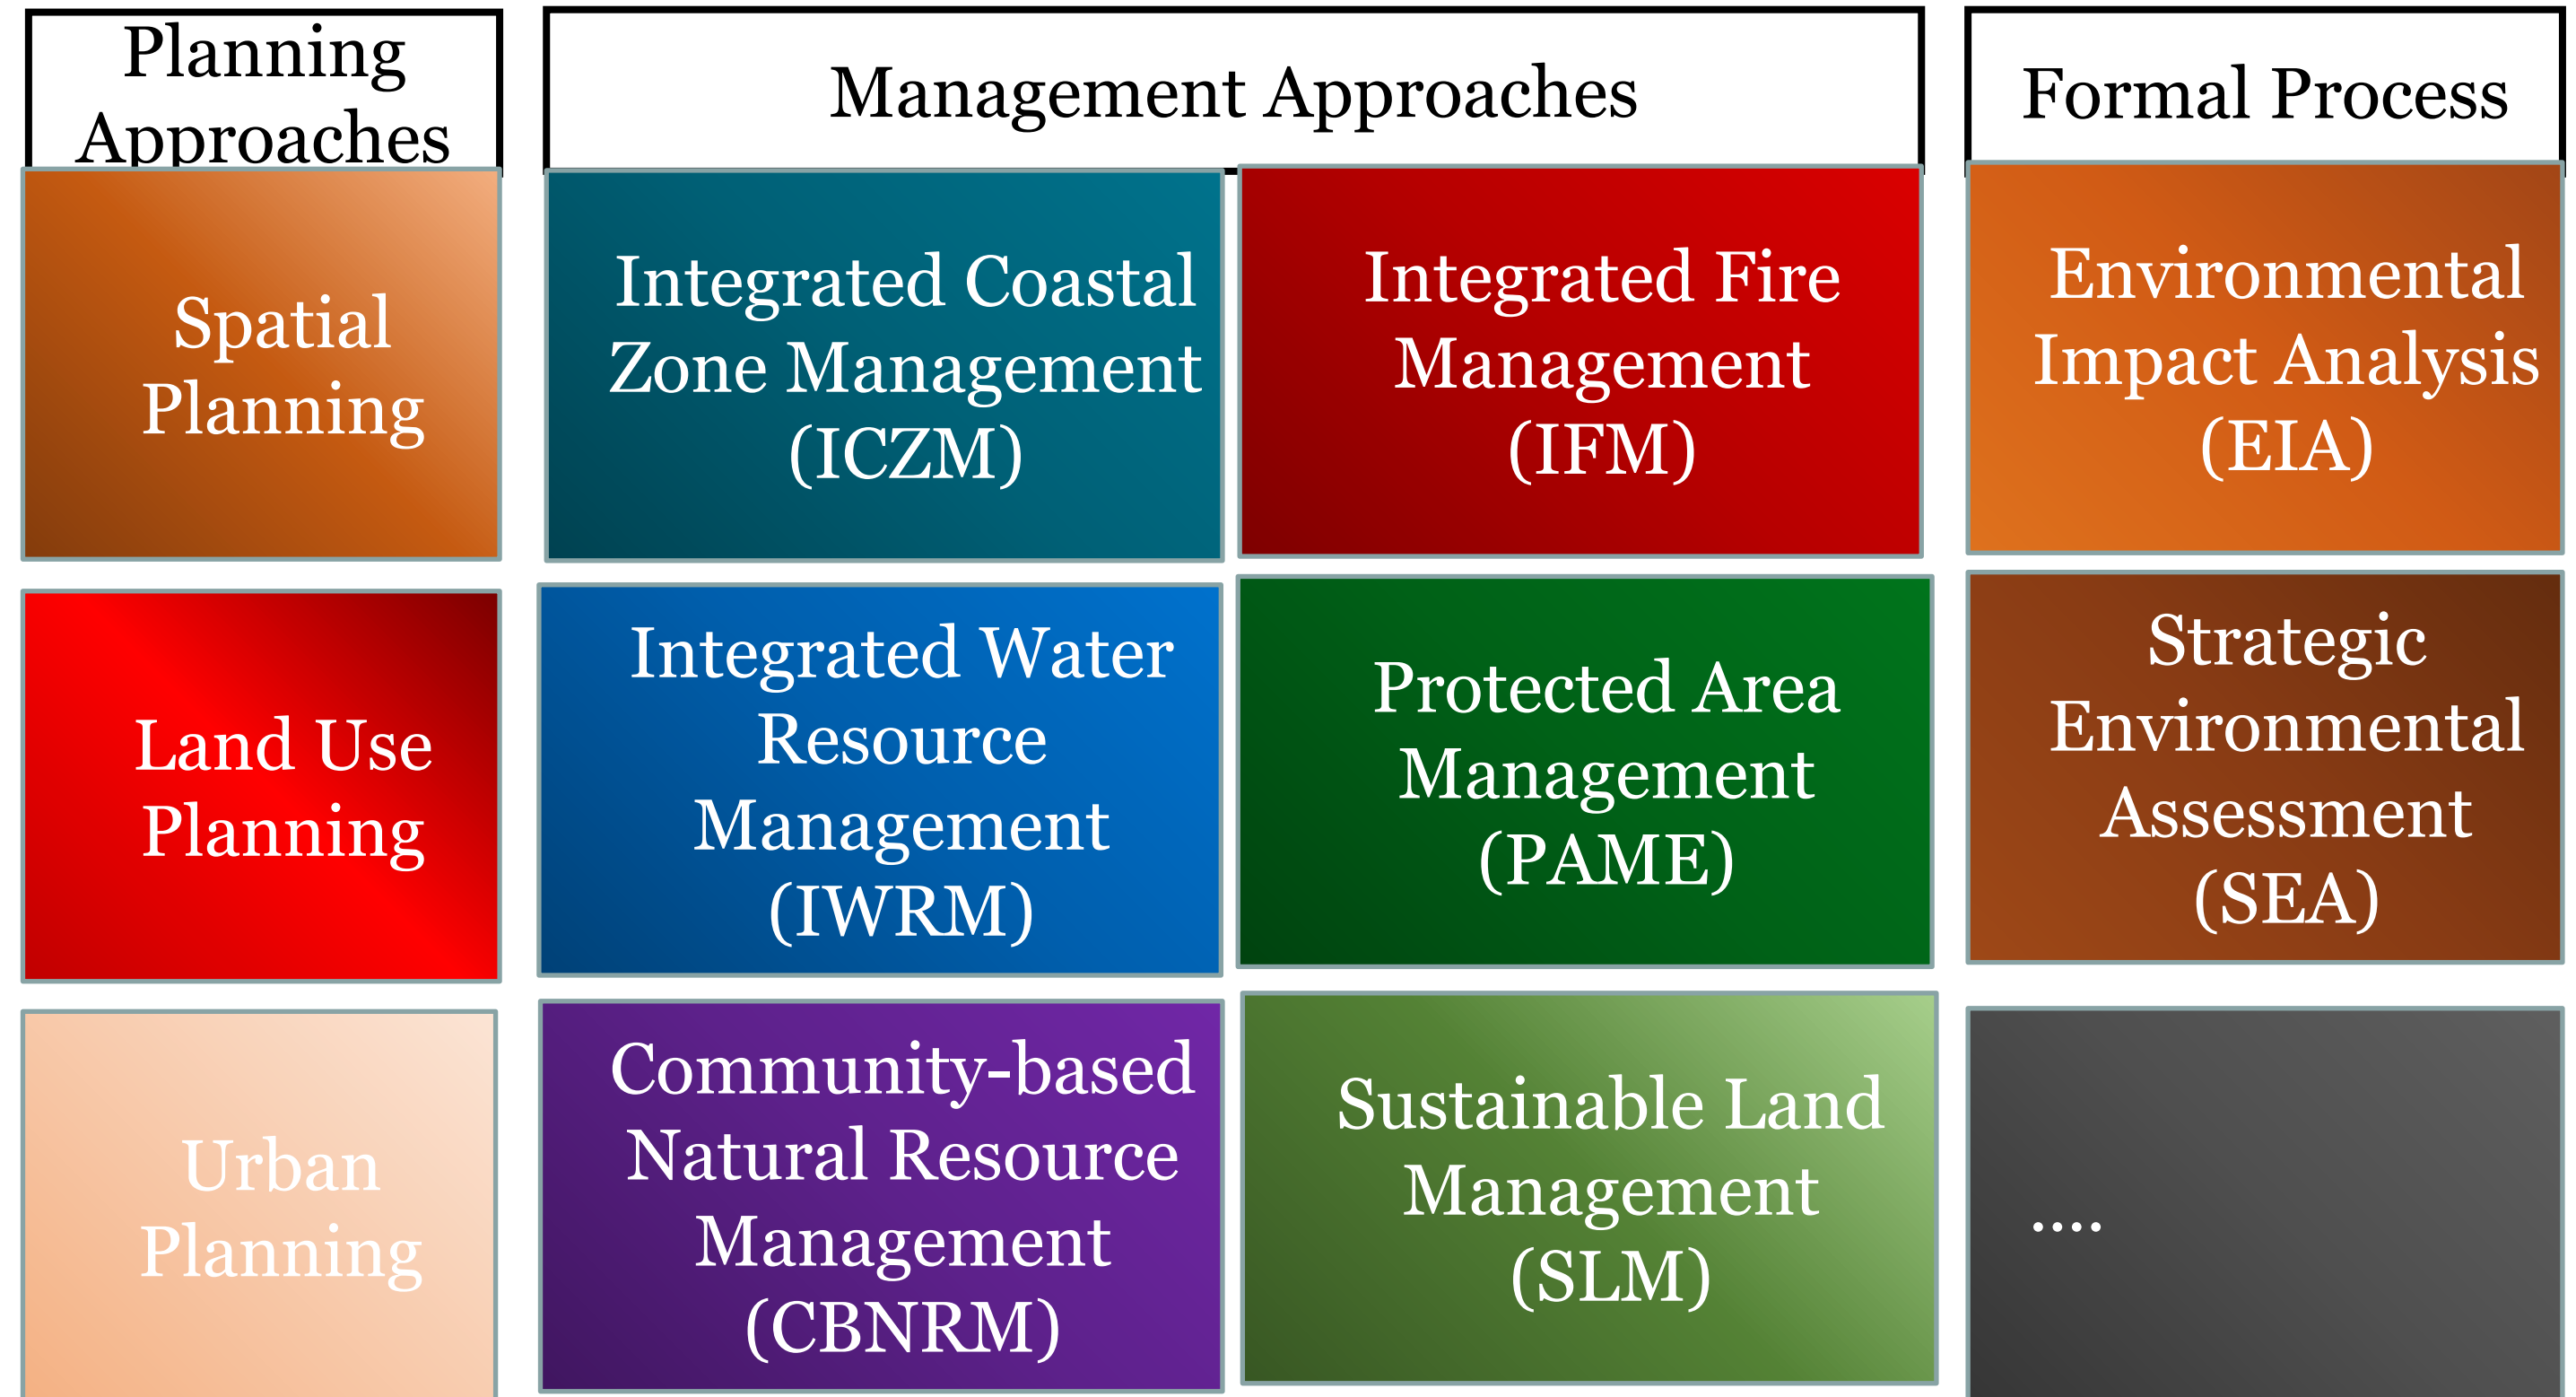 Planning
Approaches
Management Approaches
Formal Process
Spatial
Planning
Integrated Coastal
Zone Management
(ICZM)
Integrated Fire
Management
(IFM)
Environmental
Impact Analysis
(EIA)
Land Use
Planning
Integrated Water
Resource
Management
(IWRM)
Protected Area
Management
(PAME)
Strategic
Environmental
Assessment
(SEA)
Urban
Planning
Community-based
Natural Resource
Management
(CBNRM)
Sustainable Land
Management
(SLM)
....